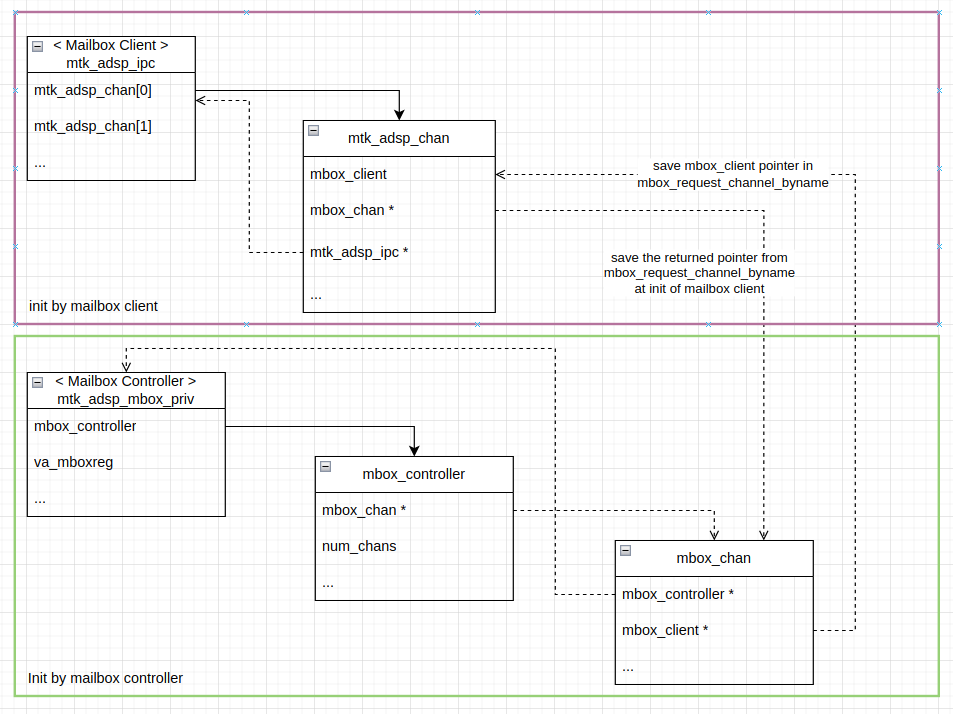 < Mailbox Client >
mtk_adsp_ipc
mtk_adsp_chan[0]
mtk_adsp_chan[1]
...
mtk_adsp_chan
mbox_client
mbox_chan *
mtk_adsp_ipc *
...
save mbox_client pointer in
mbox_request_channel_byname
save the returned pointer from
mbox_request_channel_byname
at init of mailbox client
init by mailbox client
< Mailbox Controller >
mtk_adsp_mbox_priv
mbox_controller
va_mboxreg
...
mbox_controller
mbox_chan *
num_chans
...
mbox_chan
mbox_controller *
mbox_client *
...
Init by mailbox controller